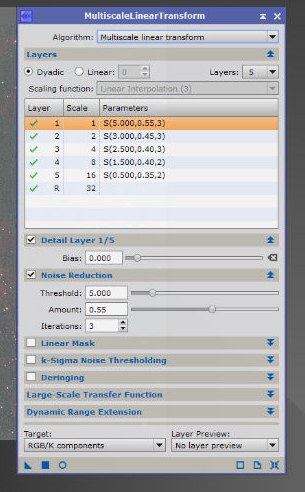 MultiscaleLinearTransform
Algorithm: Multiscale linear transform
Layers
Dyadic Linear: 0 Layers: 5
Scaling function: Linear Interpolation (3)
Layer Scale Parameters
1 1 S(5.000,0.55,3)
2 2 S(3.000,0.45,3)
3 4 S(2.500,0.40,3)
4 8 S(1.500,0.40,2)
5 16 S(0.500,0.35,2)
R 32
Detail Layer 1/5
Bias: 0.000
Noise Reduction
Threshold: 5.000
Amount: 0.55
Iterations: 3
Linear Mask
k-Sigma Noise Thresholding
Deringing
Large-Scale Transfer Function
Dynamic Range Extension
Target: Layer Preview:
RGB/K components No layer preview